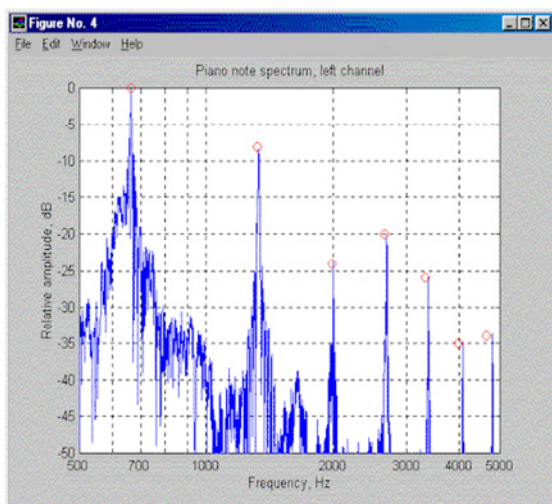 Figure No. 4
File Edit Window Help
Piano note spectrum, left channel
Relative amplitude, dB
0
-5
-10
-15
-20
-25
-30
-35
-40
-45
-50
500 700 1000 2000 3000 4000 5000
Frequency, Hz